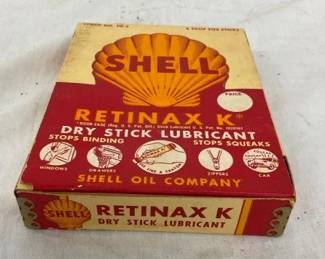 SHELL
PRICE
RETINAX K
DRY STICK LUBRICANT
STOPS BINDING STOPS SQUEAKS
WINDOWS DRAWERS ZIPPERS CAR
SHELL OIL COMPANY
SHELL RETINAX K
DRY STICK LUBRICANT